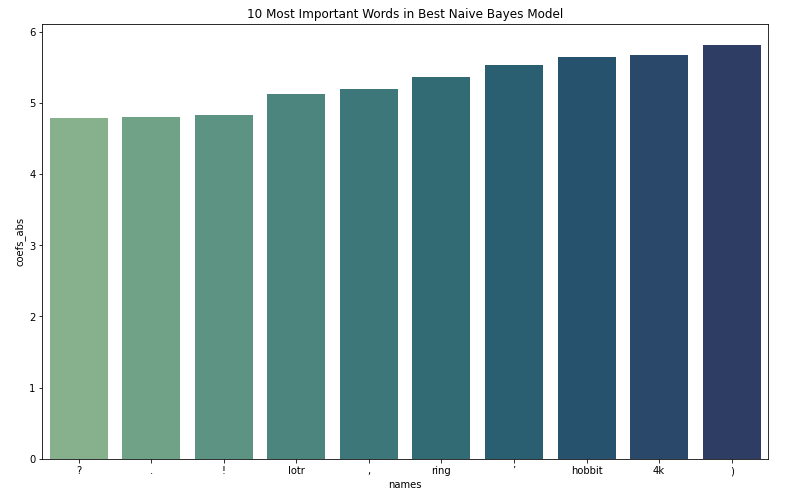 10 Most Important Words in Best Naive Bayes Model
6
5
4
3
2
1
0
coefs_abs
? . ! lotr , ring ’ hobbit 4k )
names